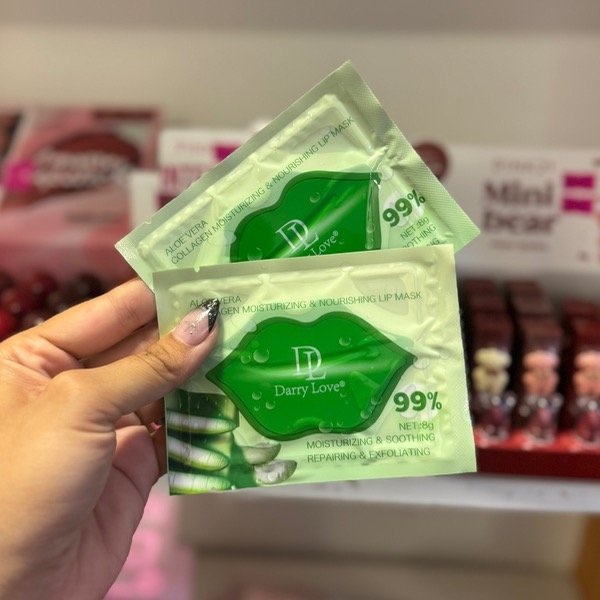 ALOE VERA
COLLAGEN MOISTURIZING & NOURISHING LIP MASK
DL
Love®
99%
NET:8g
SOOTHING
ALOE VERA
COLLAGEN MOISTURIZING & NOURISHING LIP MASK
DL
Darry Love®
99%
NET:8g
MOISTURIZING & SOOTHING
REPAIRING & EXFOLIATING
Mini
bear